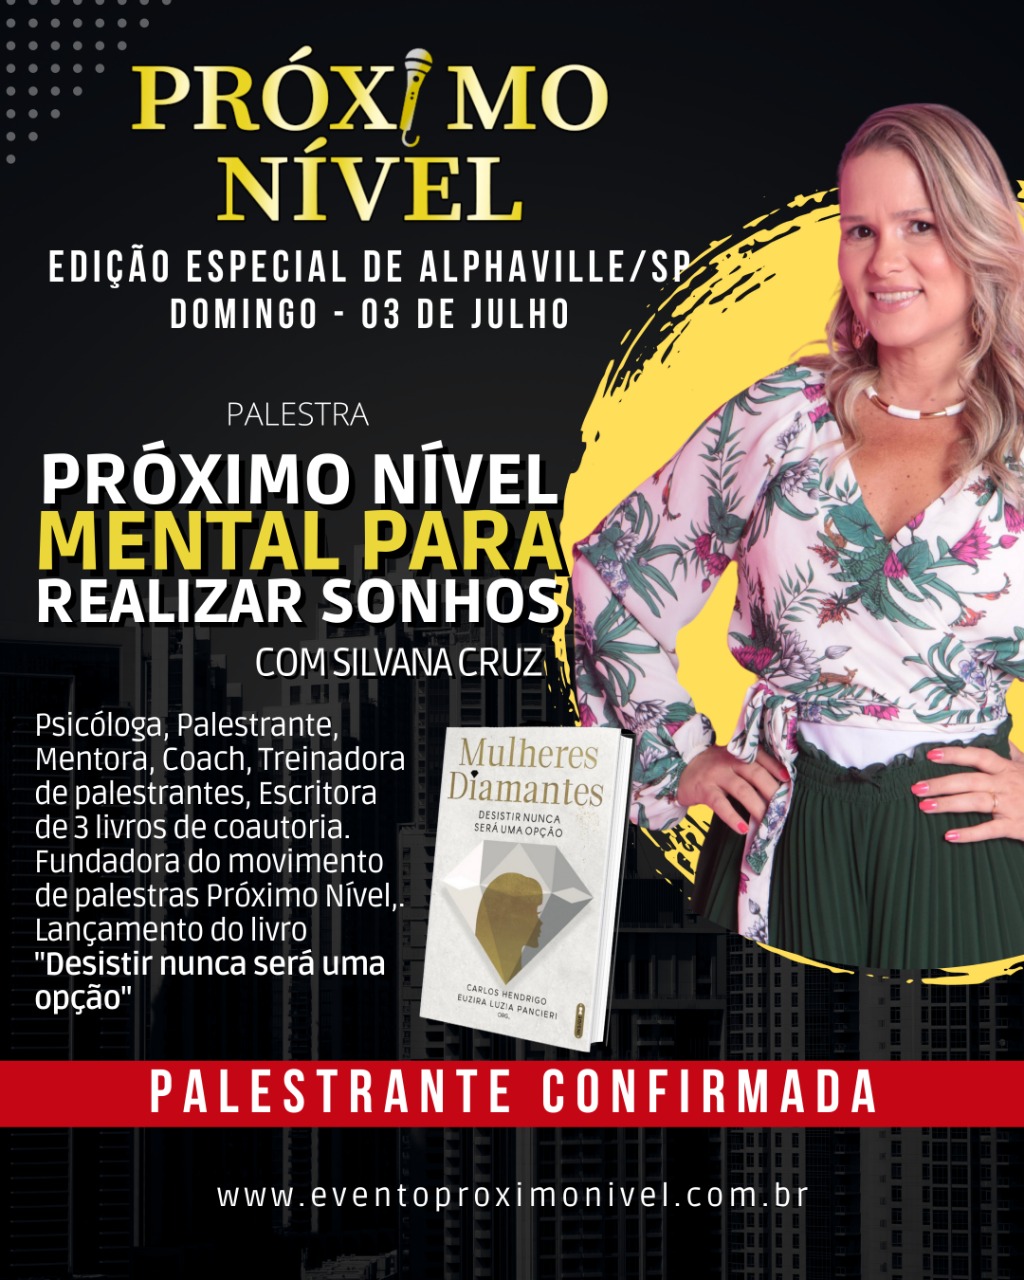 PRÓXIMO
NÍVEL
EDIÇÃO ESPECIAL DE ALPHAVILLE/SP
DOMINGO - 03 DE JULHO
PALESTRA
PRÓXIMO NÍVEL
MENTAL PARA
REALIZAR SONHOS
COM SILVANA CRUZ
Psicóloga, Palestrante,
Mentora, Coach, Treinadora
de palestrantes, Escritora
de 3 livros de coautoria.
Fundadora do movimento
de palestras Próximo Nível,.
Lançamento do livro
"Desistir nunca será uma
opção"
Mulheres
Diamantes
DESISTIR NUNCA
SERÁ UMA OPÇÃO
CARLOS HENDRIGO
EUZIRA LUZIA PANCIERI
ORG.
PALESTRANTE CONFIRMADA
www.eventoproximonivel.com.br